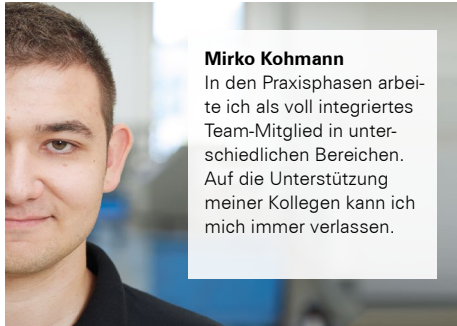 Mirko Kohmann
In den Praxisphasen arbei-
te ich als voll integriertes
Team-Mitglied in unter-
schiedlichen Bereichen.
Auf die Unterstützung
meiner Kollegen kann ich
mich immer verlassen.